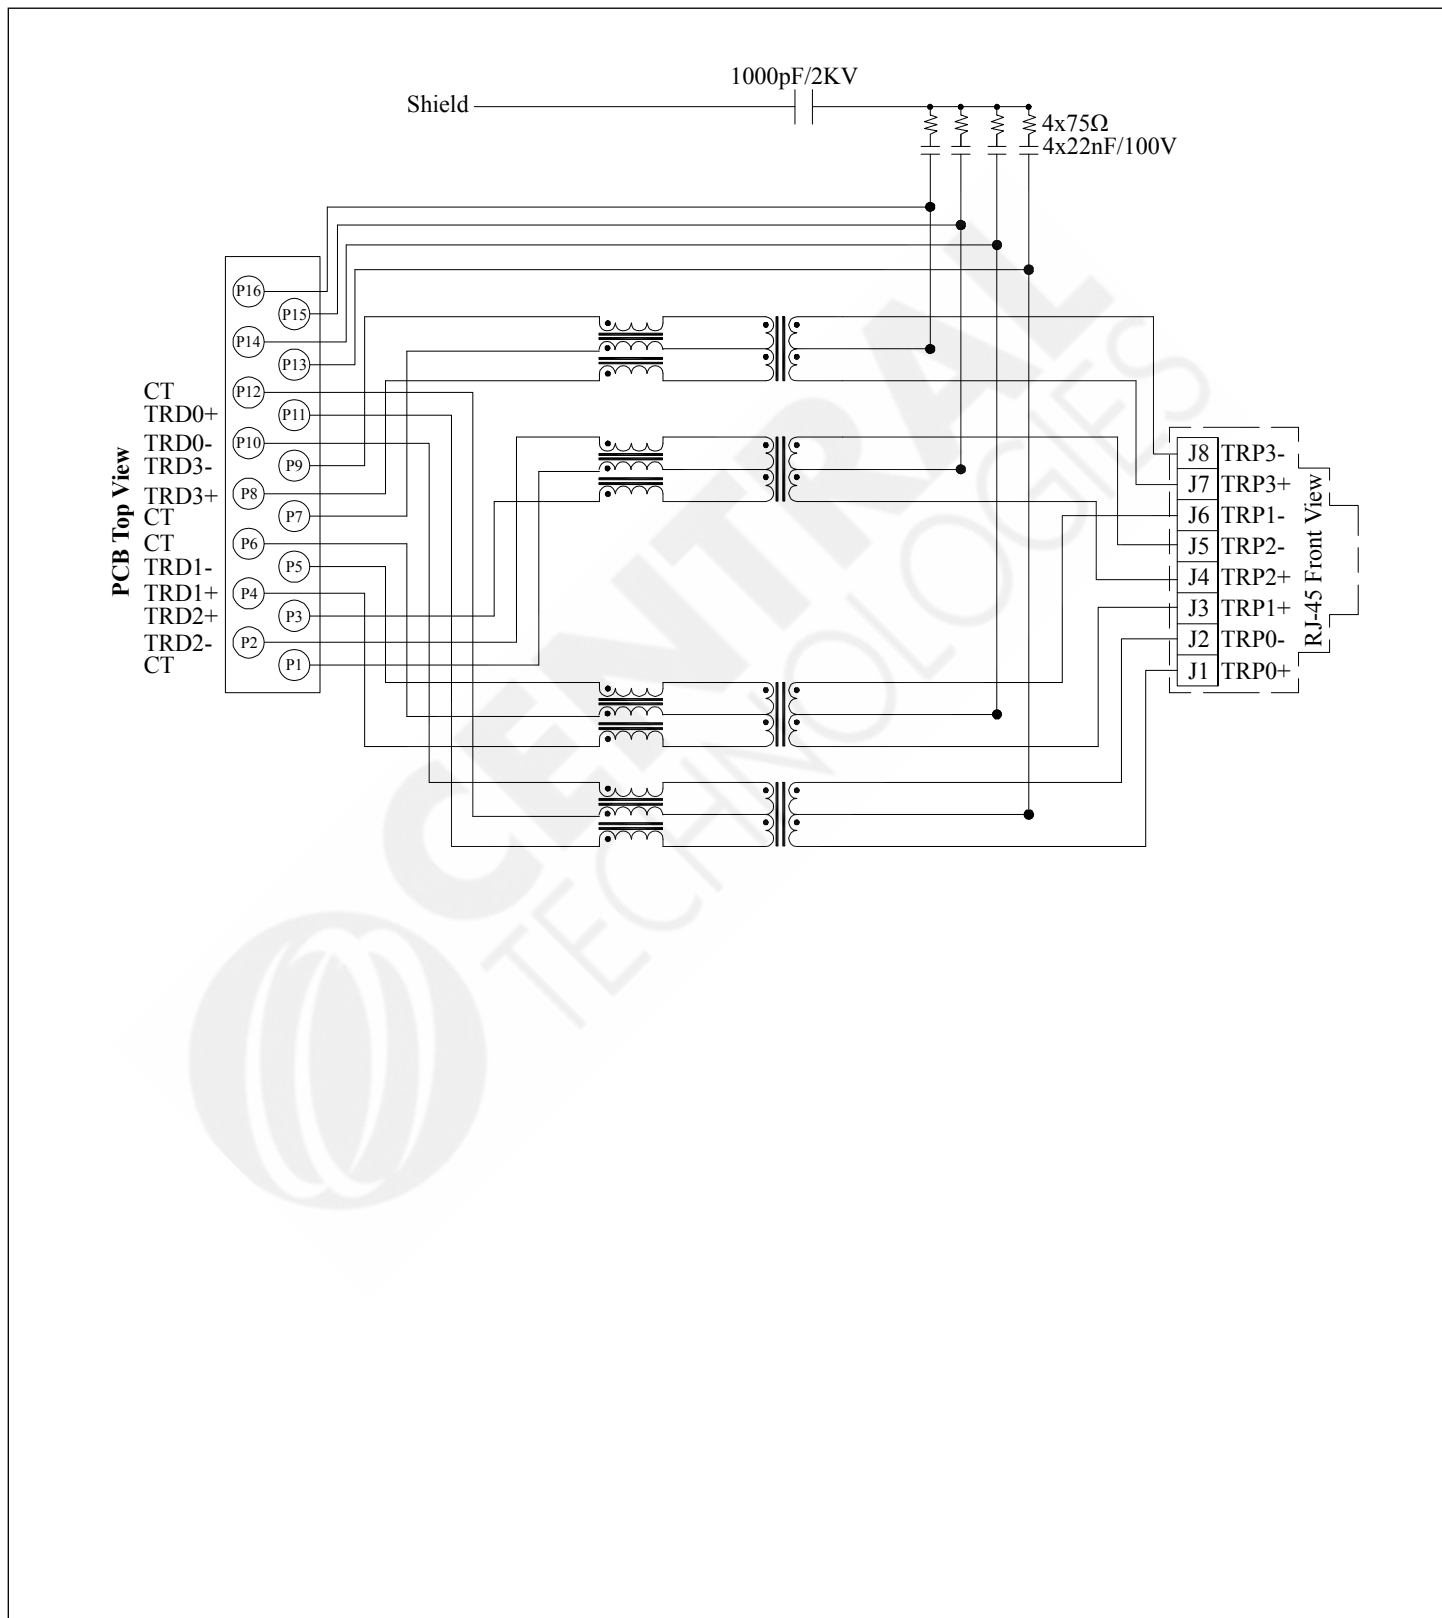 1000pF/2KV
Shield
4x75Ω
4x22nF/100V
P16
P15
P14
P13
CT P12
TRD0+ P11
TRD0- P10
TRD3- P9
TRD3+ P8
CT P7
CT P6
TRD1- P5
TRD1+ P4
TRD2+ P3
TRD2- P2
CT P1
PCB Top View
J8 TRP3-
J7 TRP3+
J6 TRP1-
J5 TRP2-
J4 TRP2+
J3 TRP1+
J2 TRP0-
J1 TRP0+
RJ-45 Front View
CENTRAL
TECHNOLOGIES